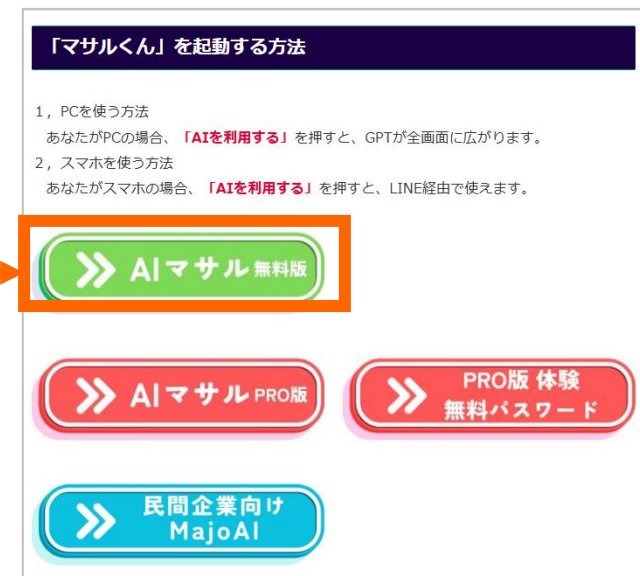 「マサルくん」を起動する方法
1，PCを使う方法
あなたがPCの場合、「AIを利用する」を押すと、GPTが全画面に広がります。
2，スマホを使う方法
あなたがスマホの場合、「AIを利用する」を押すと、LINE経由で使えます。
AIマサル 無料版
AIマサル PRO版
PRO版 体験
無料パスワード
民間企業向け
MajoAI